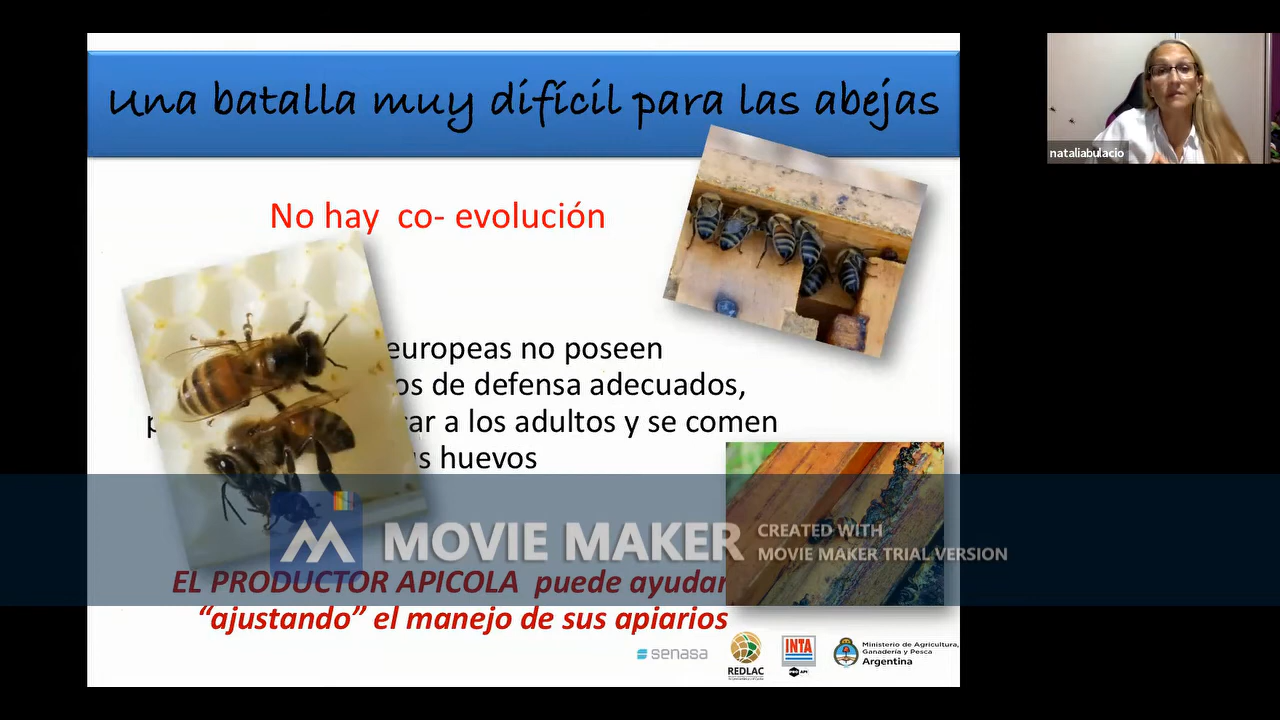 Una batalla muy difícil para las abejas
nataliabulacio
No hay co- evolución
europeas no poseen
os de defensa adecuados,
car a los adultos y se comen
us huevos
MOVIE MAKER
CREATED WITH
MOVIE MAKER TRIAL VERSION
EL PRODUCTOR APICOLA puede ayudar
“ajustando” el manejo de sus apiarios
senasa
REDLAC
INTA
Ministerio de Agricultura,
Ganadería y Pesca
Argentina